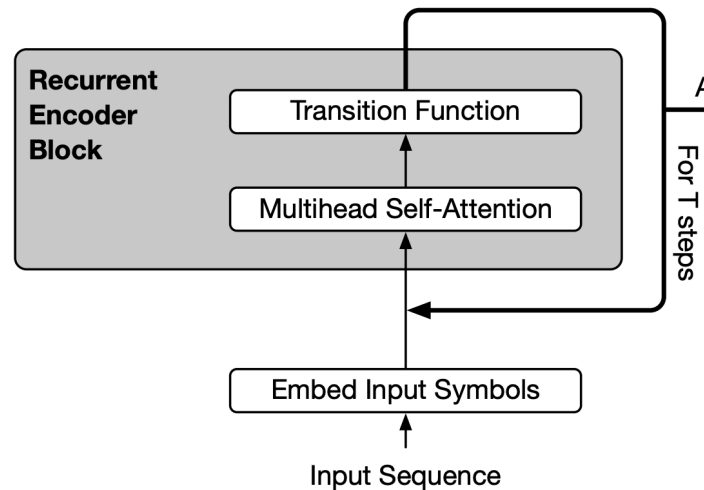 Recurrent
Encoder
Block
Transition Function
Multihead Self-Attention
For T steps
Embed Input Symbols
Input Sequence